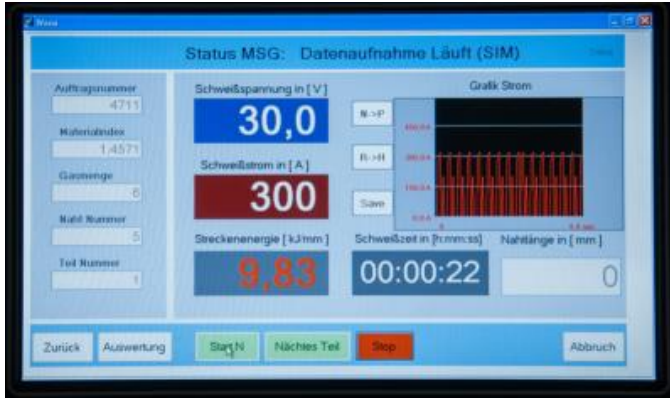 Status MSG: Datenaufnahme Läuft (SIM)
Auftragsnummer
4711
Materialindex
1,4571
Gasmenge
6
Naht Nummer
5
Teil Nummer
1
Schweißspannung in [ V ]
30,0
Schweißstrom in [ A ]
300
Streckenenergie [ kJ/mm ]
9,83
Grafik Strom
Save
0
Schweißzeit in [h:mm:ss]
00:00:22
Nahtlänge in [ mm ]
0
Zurück
Auswertung
Start N
Nächtes Teil
Stop
Abbruch